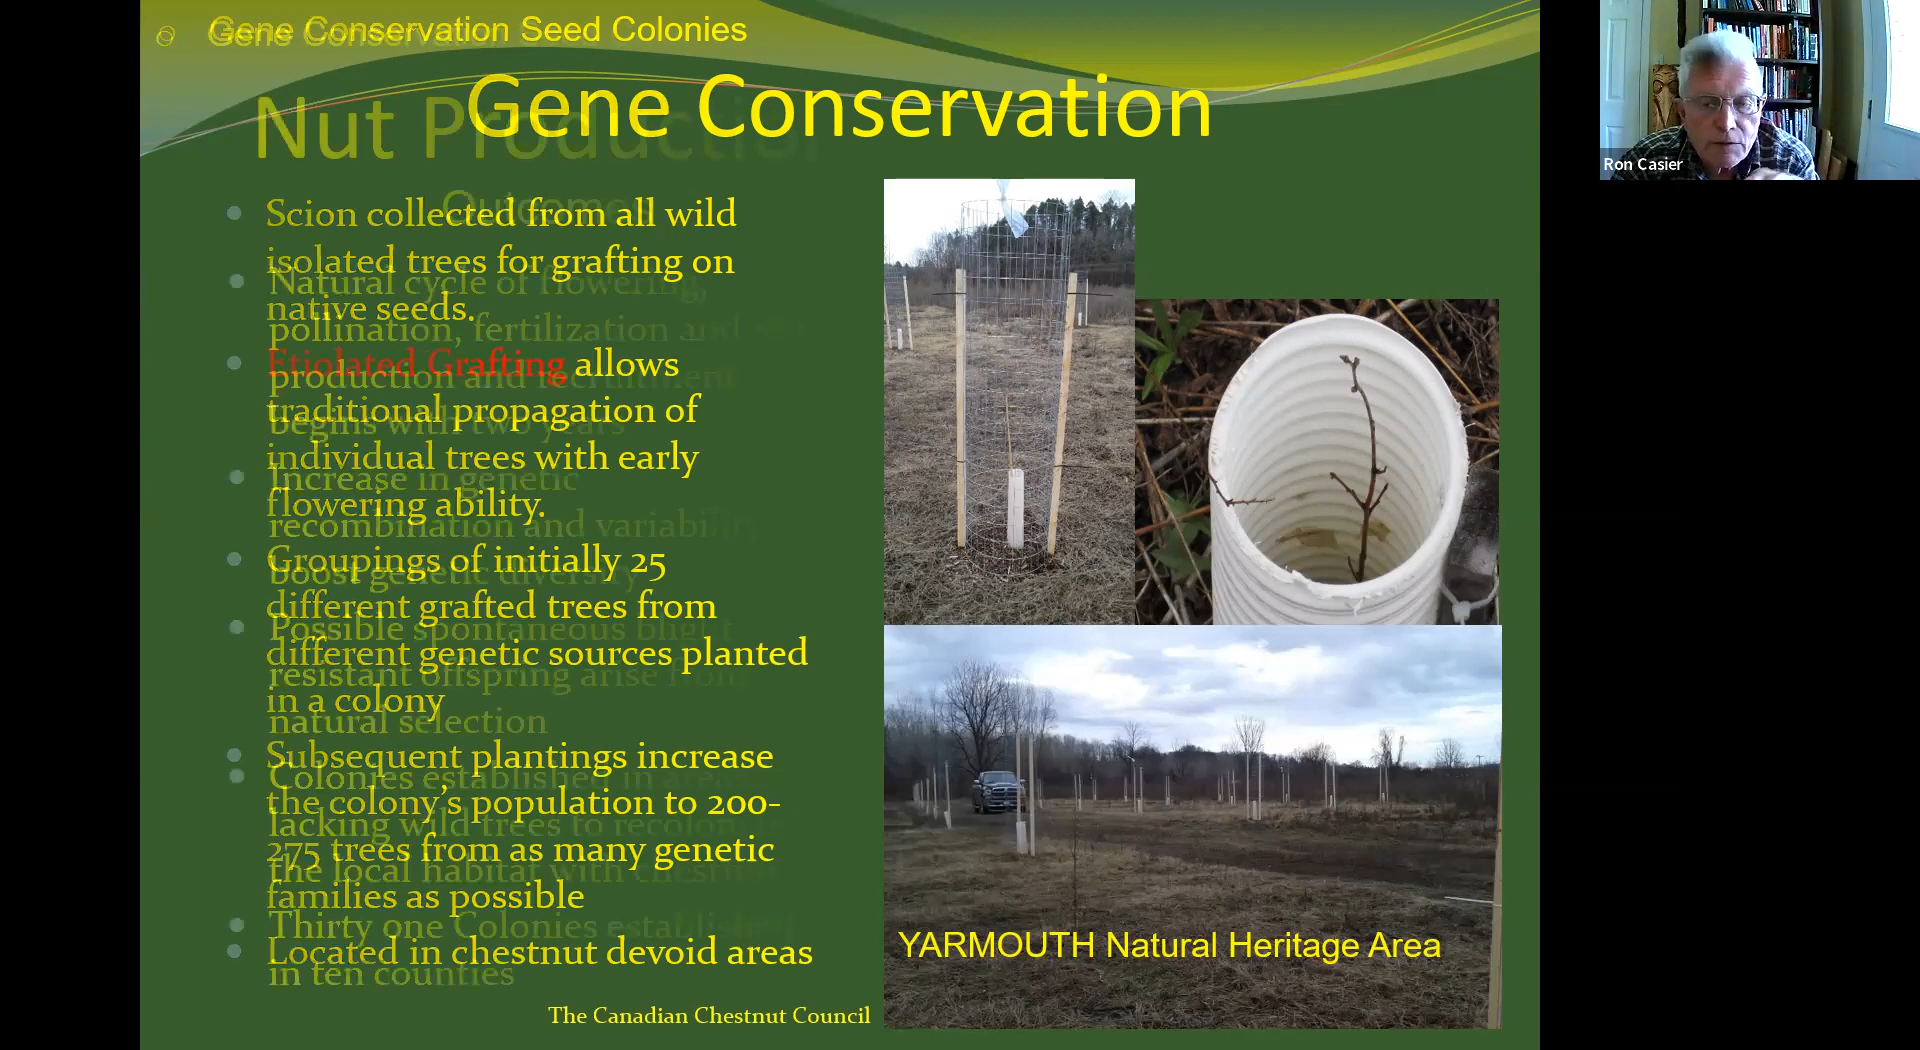 Gene Conservation Seed Colonies
Gene Conservation
Nut Production
Outcomes
Scion collected from all wild
isolated trees for grafting on
native seeds.
Etiolated Grafting allows
traditional propagation of
individual trees with early
flowering ability.
Groupings of initially 25
different grafted trees from
different genetic sources planted
in a colony
Subsequent plantings increase
the colony's population to 200-
275 trees from as many genetic
families as possible
Located in chestnut devoid areas
Natural cycle of flowering,
pollination, fertilization and
production and recruitment
begins with two years
Increase in genetic
recombination and variability
boost genetic diversity
Possible spontaneous blight
resistant offspring arise from
natural selection
Colonies established in areas
lacking wild trees to recolonize
the local habitat with chestnut
Thirty one Colonies established
in ten counties
The Canadian Chestnut Council
YARMOUTH Natural Heritage Area
Ron Casier